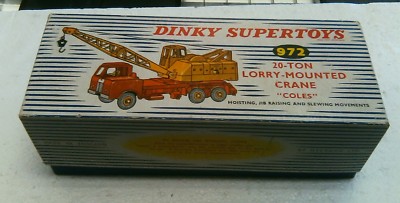 DINKY SUPERTOYS
972
20-TON
LORRY-MOUNTED
CRANE
"COLES"
HOISTING, JIB RAISING AND SLEWING MOVEMENTS